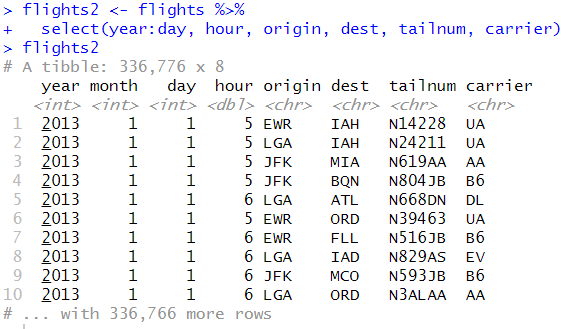 > flights2 <- flights %>%
+   select(year:day, hour, origin, dest, tailnum, carrier)
> flights2
# A tibble: 336,776 x 8
    year month   day  hour origin dest  tailnum carrier
   <int> <int> <int> <dbl> <chr>  <chr> <chr>   <chr>
 1  2013     1     1     5 EWR    IAH   N14228  UA
 2  2013     1     1     5 LGA    IAH   N24211  UA
 3  2013     1     1     5 JFK    MIA   N619AA  AA
 4  2013     1     1     5 JFK    BQN   N804JB  B6
 5  2013     1     1     6 LGA    ATL   N668DN  DL
 6  2013     1     1     5 EWR    ORD   N39463  UA
 7  2013     1     1     6 EWR    FLL   N516JB  B6
 8  2013     1     1     6 LGA    IAD   N829AS  EV
 9  2013     1     1     6 JFK    MCO   N593JB  B6
10  2013     1     1     6 LGA    ORD   N3ALAA  AA
# ... with 336,766 more rows